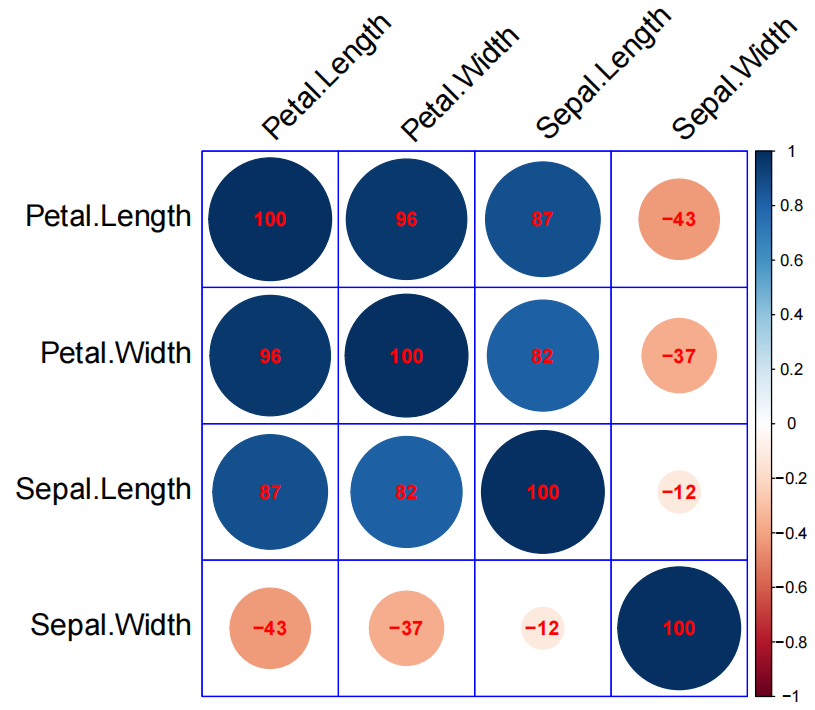 Petal.Length
Petal.Width
Sepal.Length
Sepal.Width
Petal.Length 100 96 87 −43
Petal.Width 96 100 82 −37
Sepal.Length 87 82 100 −12
Sepal.Width −43 −37 −12 100
1
0.8
0.6
0.4
0.2
0
−0.2
−0.4
−0.6
−0.8
−1